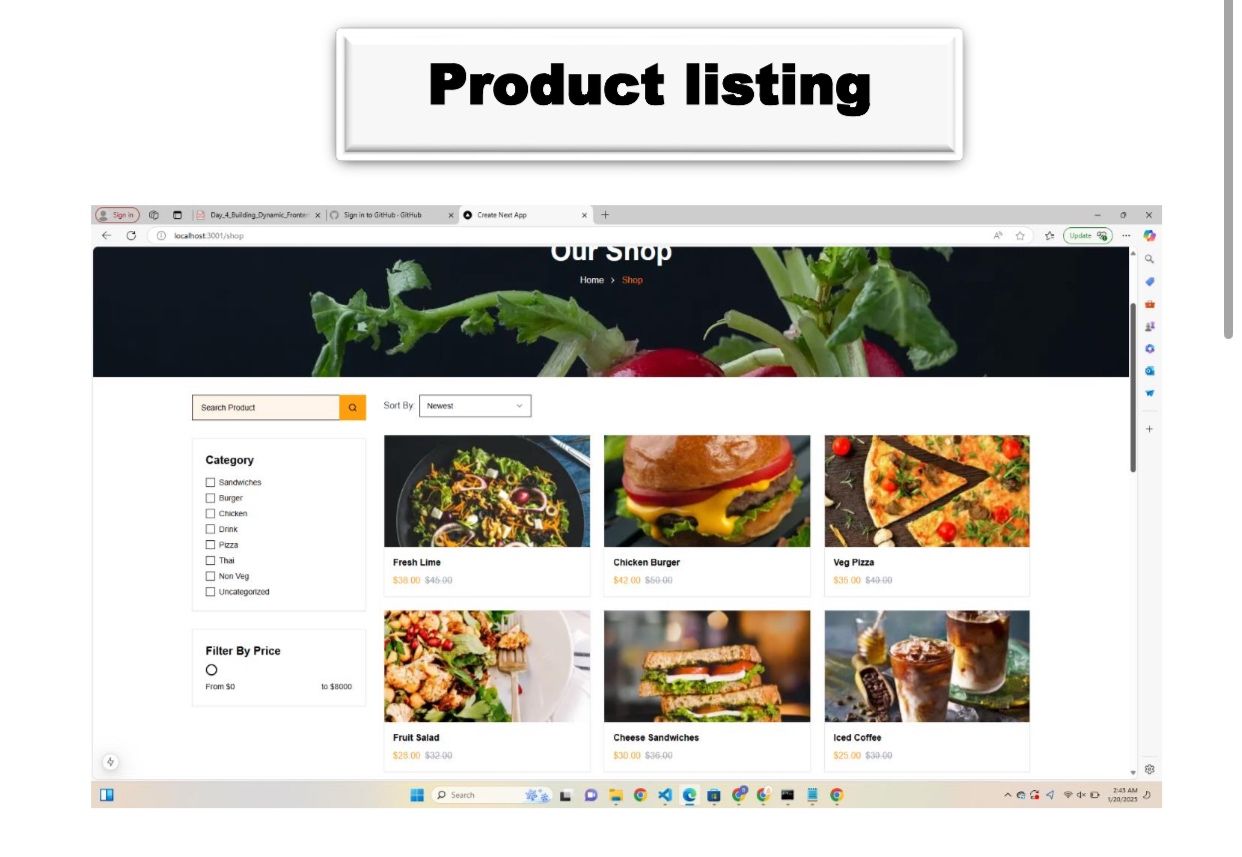 Product listing
Sign in
Day_4_Building_Dynamic_Fronte
Sign in to GitHub · GitHub
Create Next App
localhost:3001/shop
Update
Our Shop
Home > Shop
Search Product
Sort By: Newest
Category
Sandwiches
Burger
Chicken
Drink
Pizza
Thai
Non Veg
Uncategorized
Filter By Price
From $0 to $8000
Fresh Lime
$38.00 $45.00
Chicken Burger
$42.00 $50.00
Veg Pizza
$35.00 $40.00
Fruit Salad
$28.00 $32.00
Cheese Sandwiches
$30.00 $36.00
Iced Coffee
$25.00 $30.00
Search
2:43 AM
1/20/2025